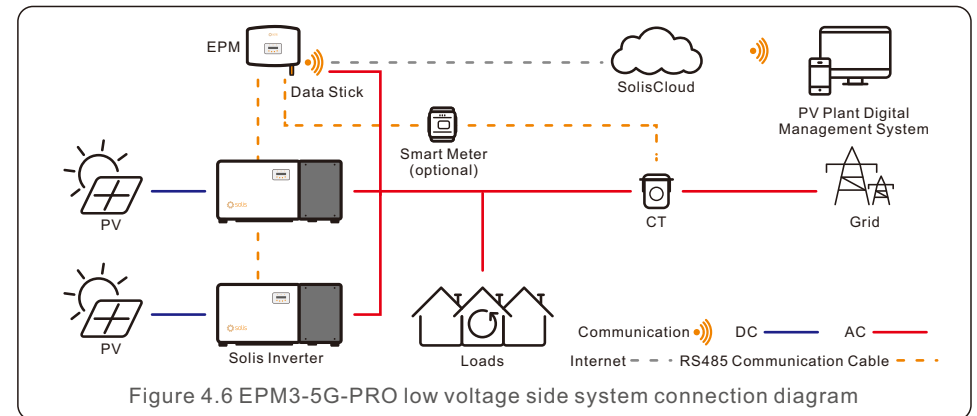 EPM
Data Stick
SolisCloud
PV Plant Digital
Management System
Smart Meter
(optional)
PV
solis
CT
Grid
PV
solis
Solis Inverter
Loads
Communication
DC
AC
Internet
RS485 Communication Cable
Figure 4.6 EPM3-5G-PRO low voltage side system connection diagram